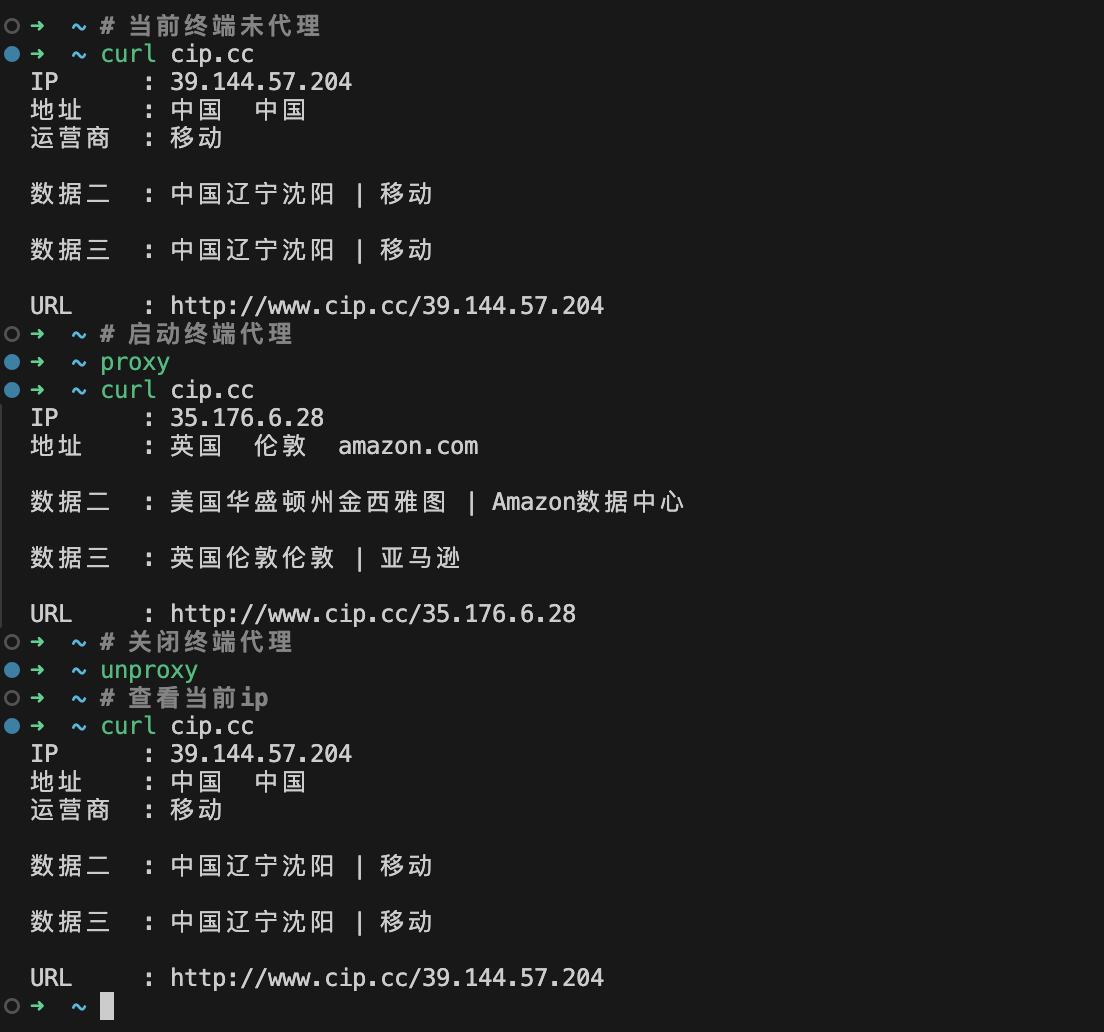 ➜ ~ # 当前终端未代理
➜ ~ curl cip.cc
IP : 39.144.57.204
地址 : 中国 中国
运营商 : 移动
数据二 : 中国辽宁沈阳 | 移动
数据三 : 中国辽宁沈阳 | 移动
URL : http://www.cip.cc/39.144.57.204
➜ ~ # 启动终端代理
➜ ~ proxy
➜ ~ curl cip.cc
IP : 35.176.6.28
地址 : 英国 伦敦 amazon.com
数据二 : 美国华盛顿州金西雅图 | Amazon数据中心
数据三 : 英国伦敦伦敦 | 亚马逊
URL : http://www.cip.cc/35.176.6.28
➜ ~ # 关闭终端代理
➜ ~ unproxy
➜ ~ # 查看当前ip
➜ ~ curl cip.cc
IP : 39.144.57.204
地址 : 中国 中国
运营商 : 移动
数据二 : 中国辽宁沈阳 | 移动
数据三 : 中国辽宁沈阳 | 移动
URL : http://www.cip.cc/39.144.57.204
➜ ~